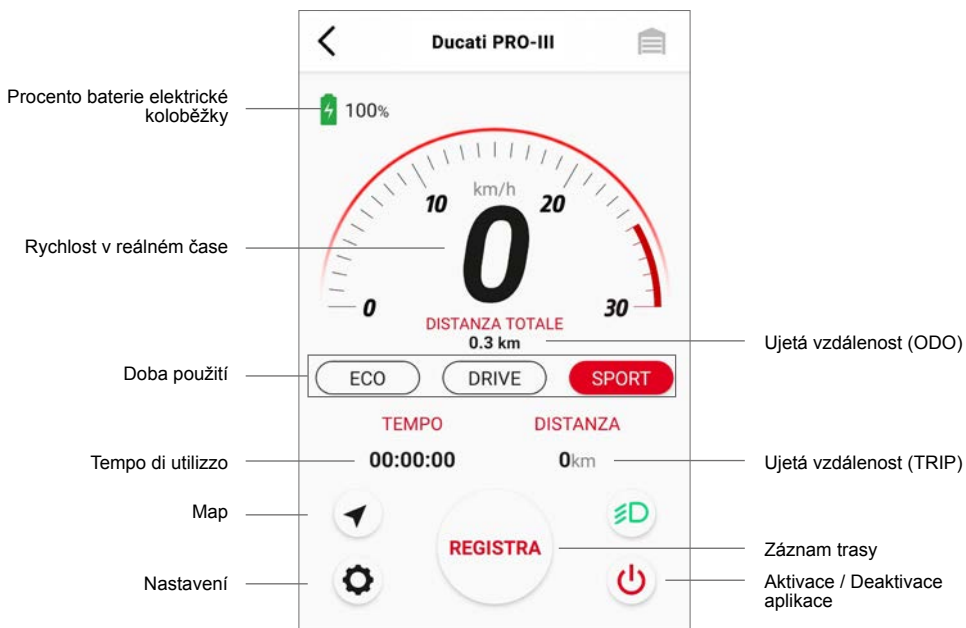 Ducati PRO-III
Procento baterie elektrické
koloběžky
100%
km/h
10
20
Rychlost v reálném čase
0
0
30
DISTANZA TOTALE
0.3 km
Ujetá vzdálenost (ODO)
Doba použití
ECO
DRIVE
SPORT
TEMPO
DISTANZA
Tempo di utilizzo
00:00:00
0km
Ujetá vzdálenost (TRIP)
Map
REGISTRA
Záznam trasy
Nastavení
Aktivace / Deaktivace
aplikace